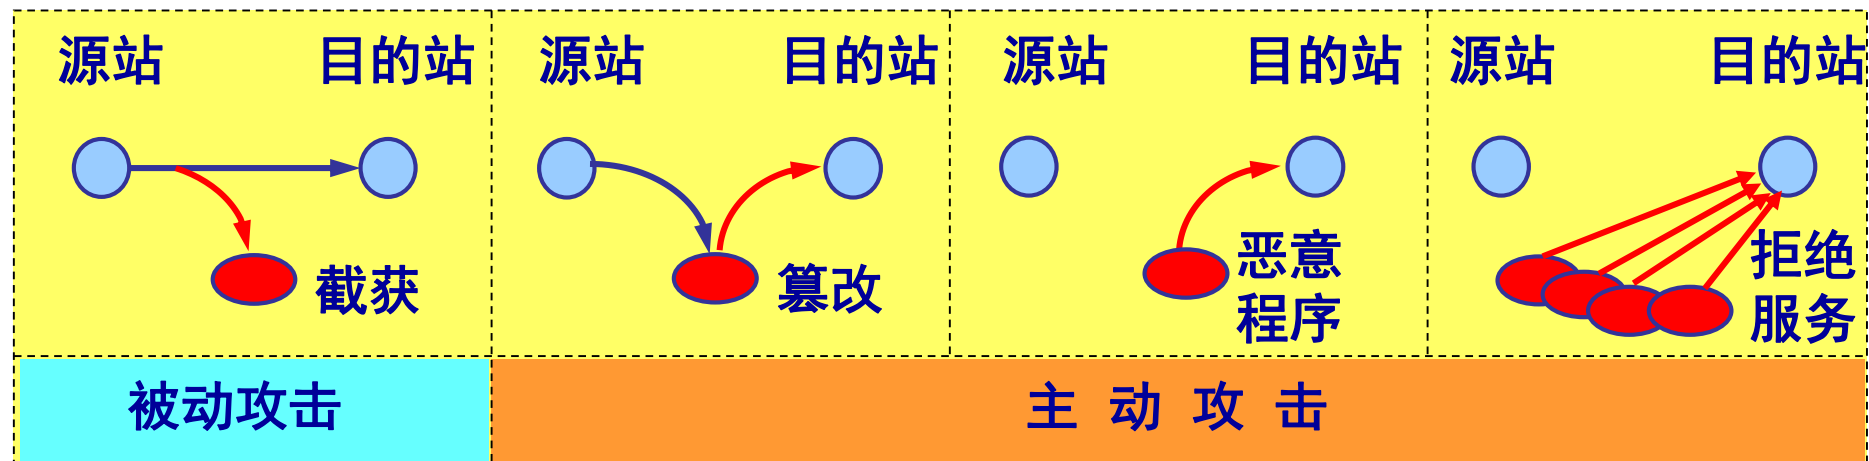 源站 目的站 源站 目的站 源站 目的站 源站 目的站
截获
篡改
恶意
程序
拒绝
服务
被动攻击
主 动 攻 击